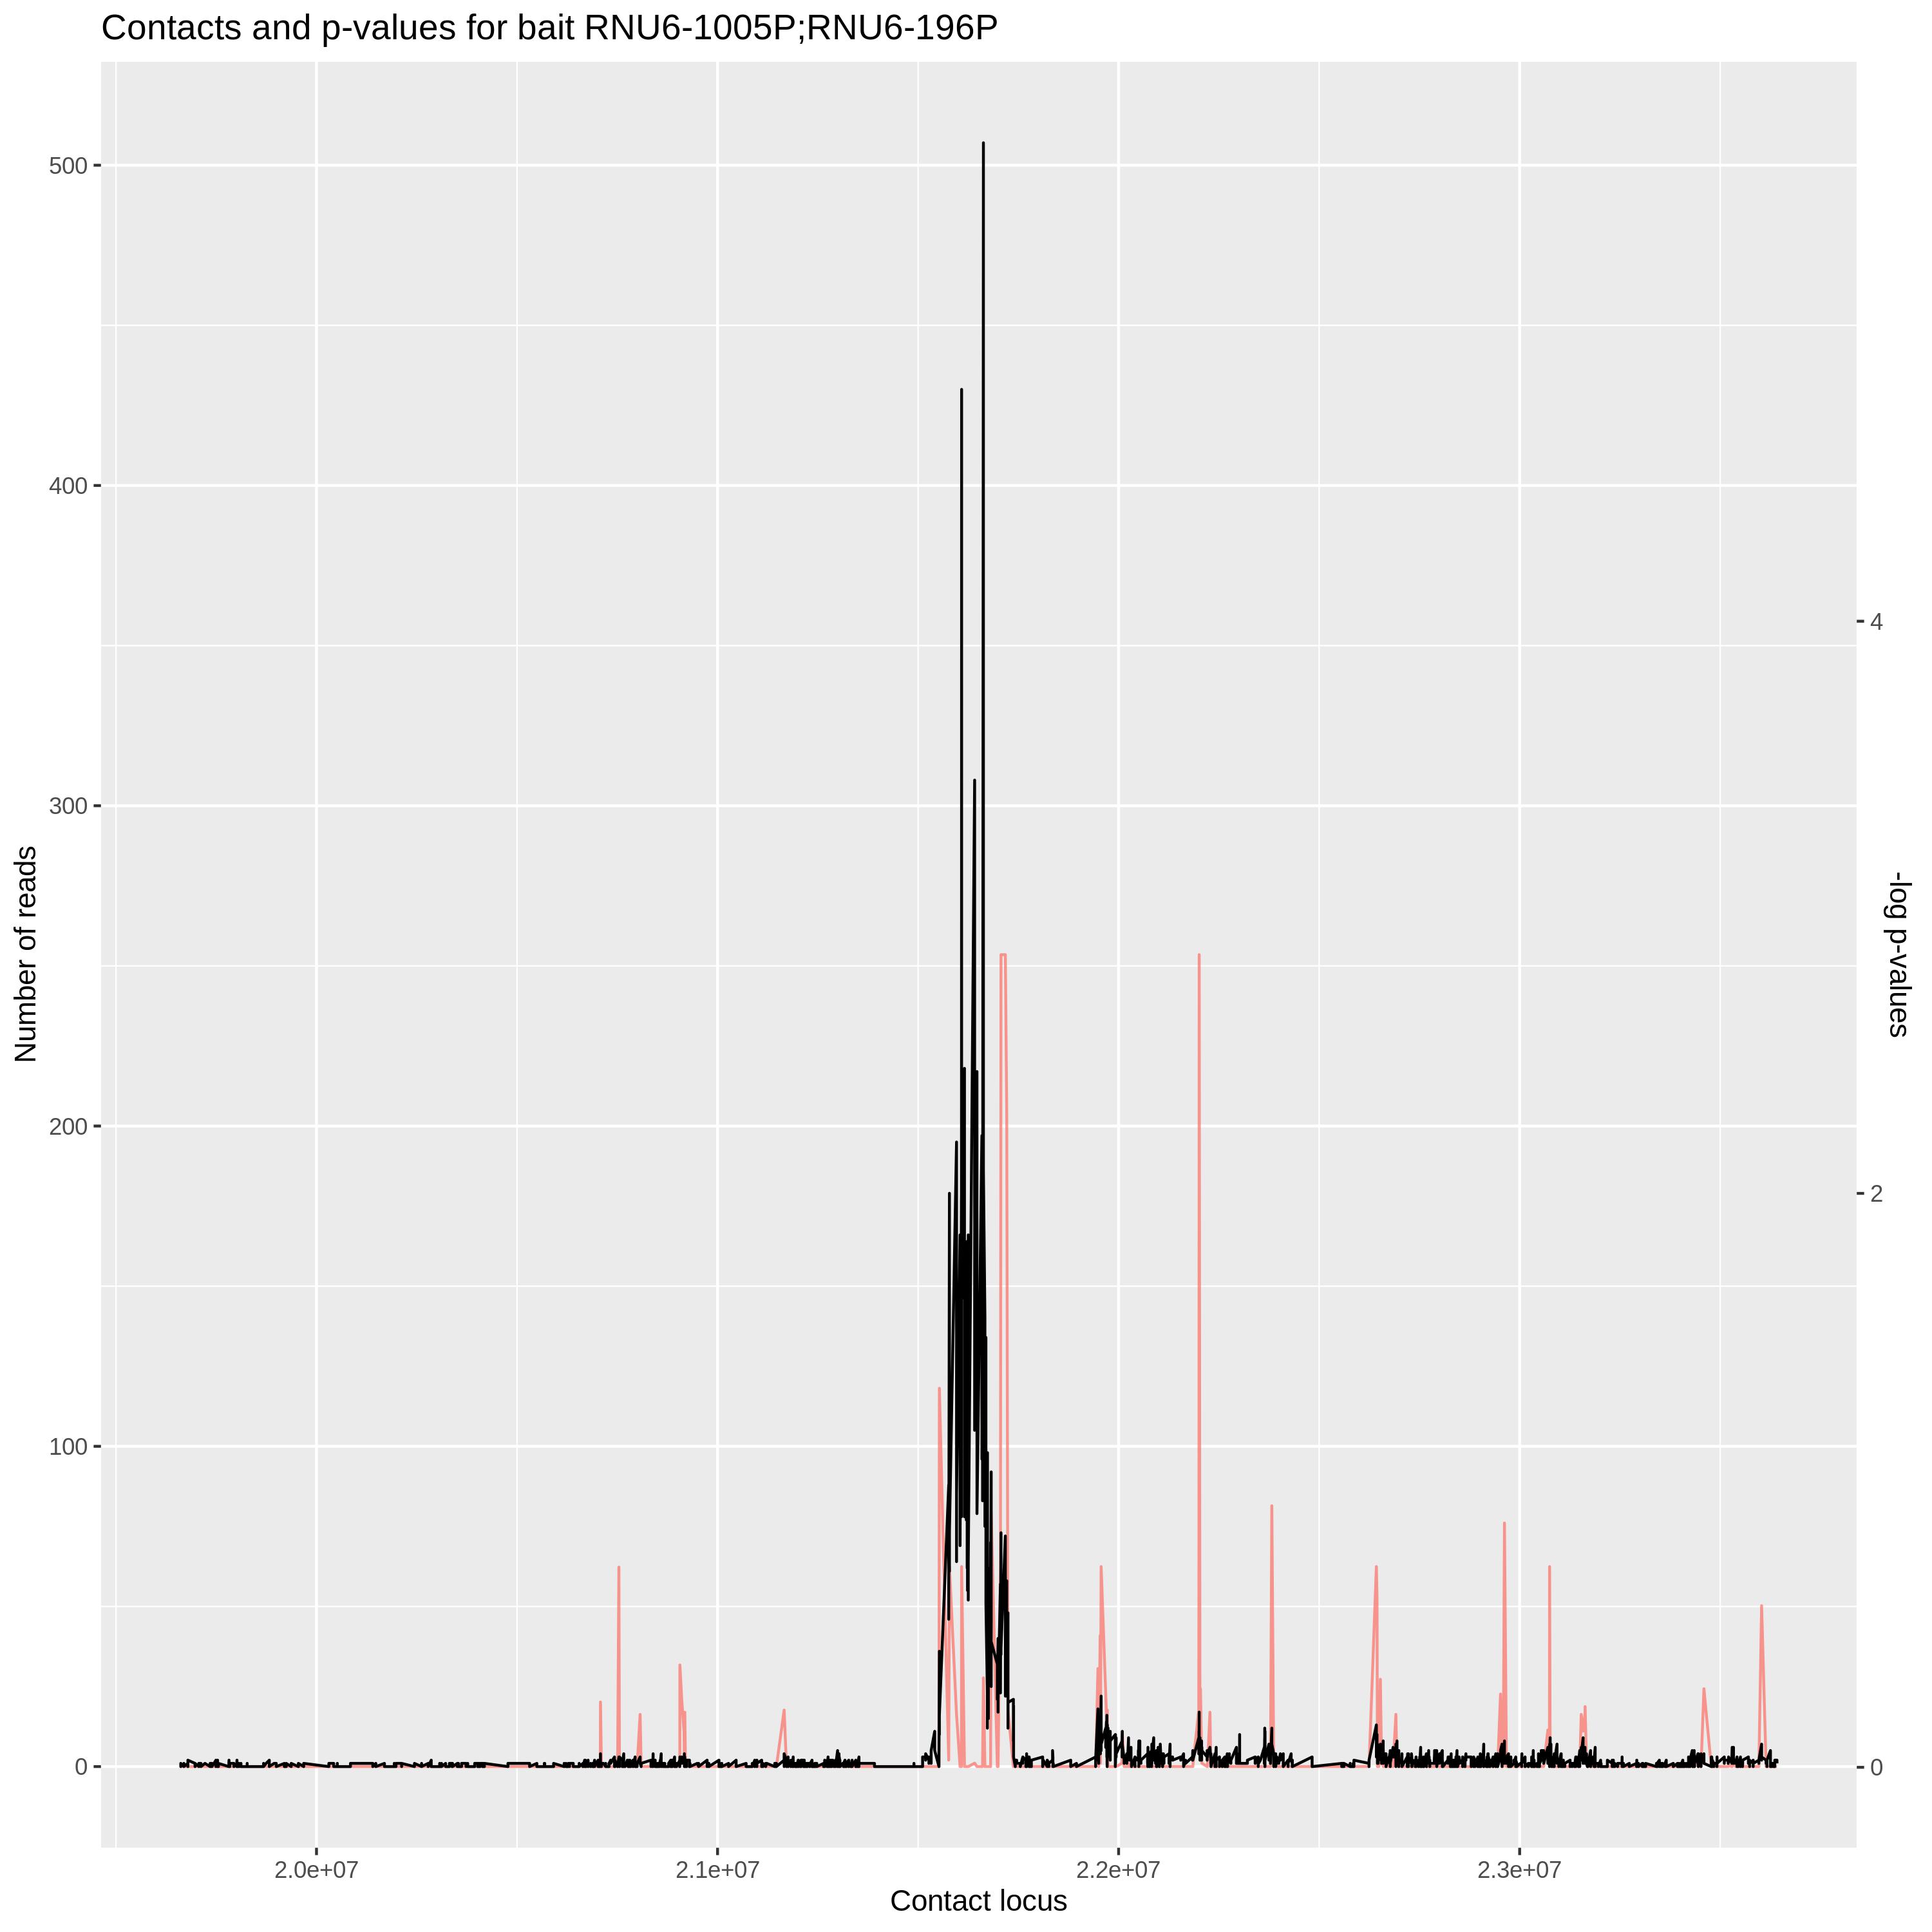 Contacts and p-values for bait RNU6-1005P;RNU6-196P
500
400
300
200
100
0
Number of reads
4
2
0
-log p-values
2.0e+07
2.1e+07
2.2e+07
2.3e+07
Contact locus